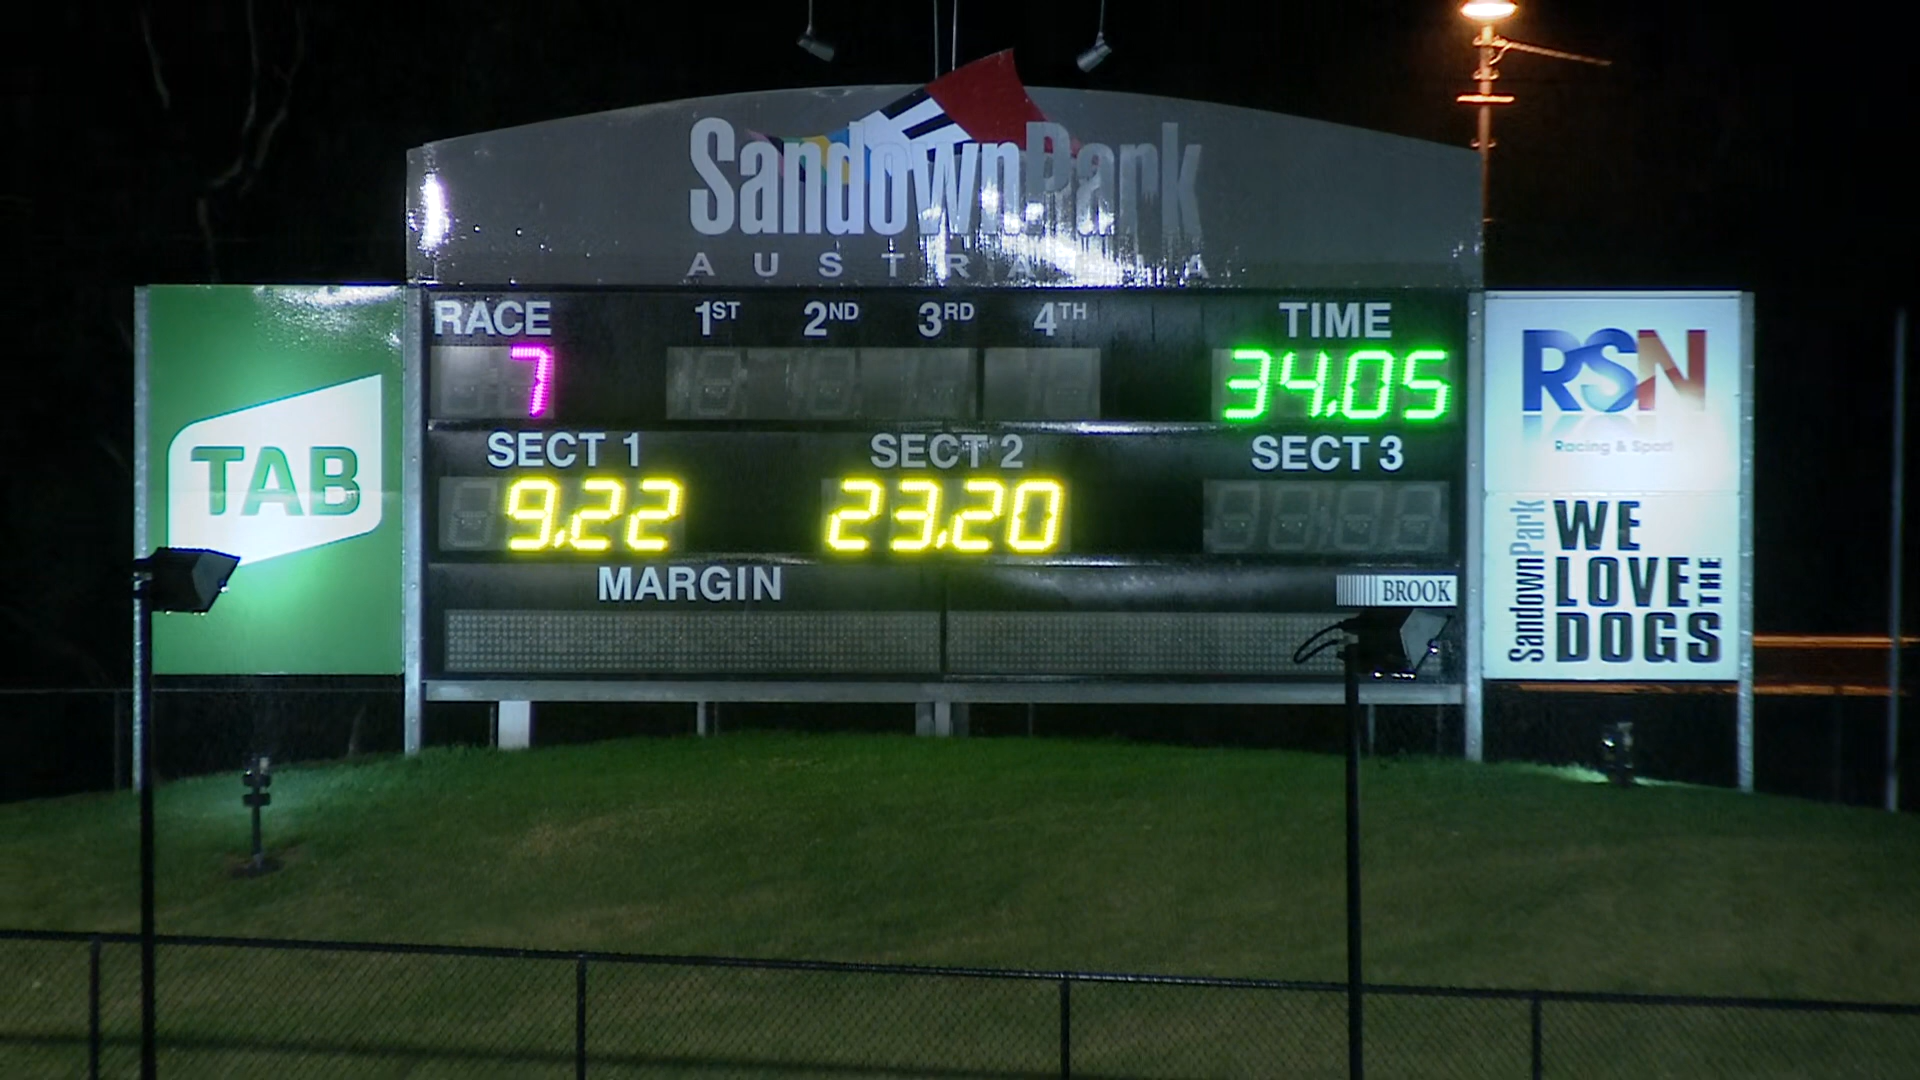 SandownPark
AUSTRALIA
RACE 1ST 2ND 3RD 4TH TIME
7 34.05
SECT 1 SECT 2 SECT 3
9.22 23.20
MARGIN
BROOK
TAB
RSN
Racing & Sport
SandownPark
WE
LOVE THE
DOGS